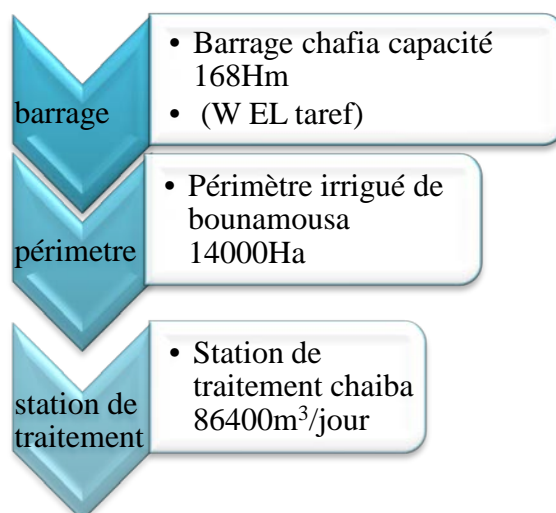 barrage
• Barrage chafia capacité
168Hm
• (W EL taref)
périmetre
• Périmètre irrigué de
bounamousa
14000Ha
station de
traitement
• Station de
traitement chaiba
86400m³/jour